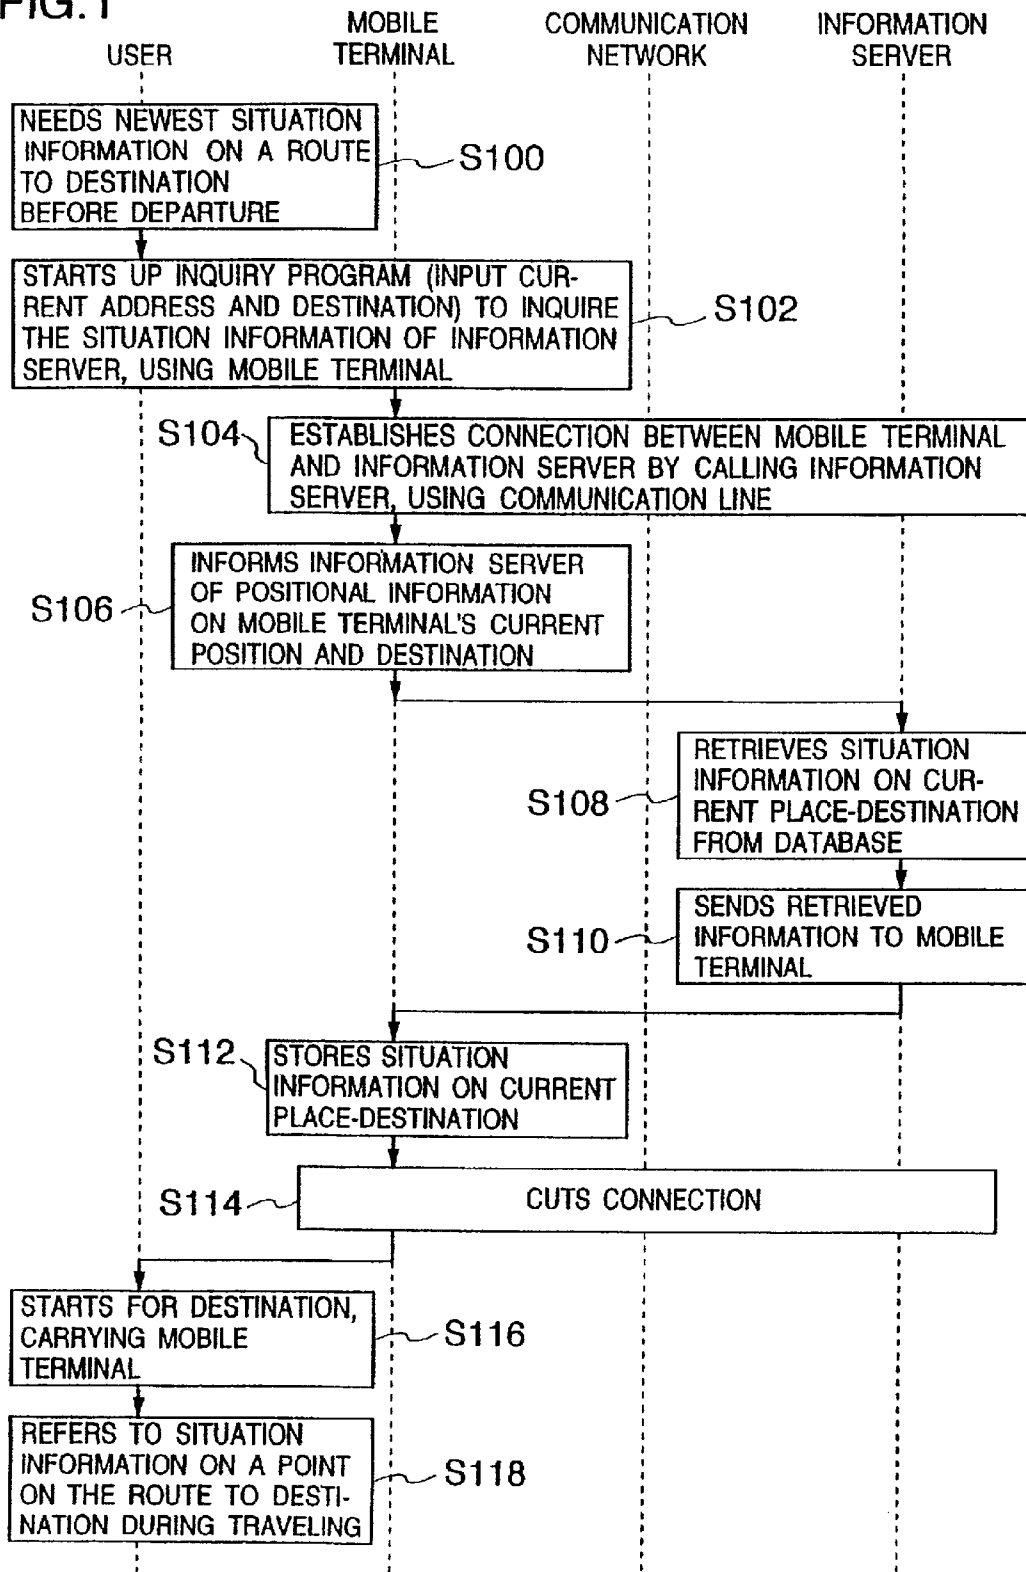 FIG.1
USER
MOBILE
TERMINAL
COMMUNICATION
NETWORK
INFORMATION
SERVER
NEEDS NEWEST SITUATION
INFORMATION ON A ROUTE
TO DESTINATION
BEFORE DEPARTURE
S100
STARTS UP INQUIRY PROGRAM (INPUT CUR-
RENT ADDRESS AND DESTINATION) TO INQUIRE
THE SITUATION INFORMATION OF INFORMATION
SERVER, USING MOBILE TERMINAL
S102
S104
ESTABLISHES CONNECTION BETWEEN MOBILE TERMINAL
AND INFORMATION SERVER BY CALLING INFORMATION
SERVER, USING COMMUNICATION LINE
S106
INFORMS INFORMATION SERVER
OF POSITIONAL INFORMATION
ON MOBILE TERMINAL'S CURRENT
POSITION AND DESTINATION
S108
RETRIEVES SITUATION
INFORMATION ON CUR-
RENT PLACE-DESTINATION
FROM DATABASE
S110
SENDS RETRIEVED
INFORMATION TO MOBILE
TERMINAL
S112
STORES SITUATION
INFORMATION ON CURRENT
PLACE-DESTINATION
S114
CUTS CONNECTION
STARTS FOR DESTINATION,
CARRYING MOBILE
TERMINAL
S116
REFERS TO SITUATION
INFORMATION ON A POINT
ON THE ROUTE TO DESTI-
NATION DURING TRAVELING
S118